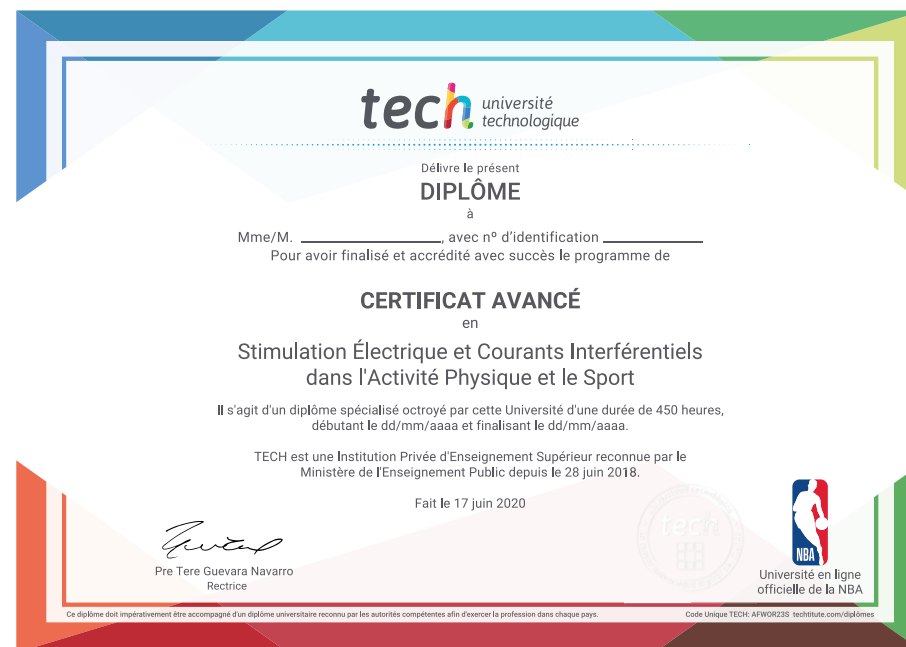 tech université
technologique
Délivre le présent
DIPLÔME
à
Mme/M. ____________________, avec nº d'identification ______________
Pour avoir finalisé et accrédité avec succès le programme de
CERTIFICAT AVANCÉ
en
Stimulation Électrique et Courants Interférentiels
dans l'Activité Physique et le Sport
Il s'agit d'un diplôme spécialisé octroyé par cette Université d'une durée de 450 heures,
débutant le dd/mm/aaaa et finalisant le dd/mm/aaaa.
TECH est une Institution Privée d'Enseignement Supérieur reconnue par le
Ministère de l'Enseignement Public depuis le 28 juin 2018.
Fait le 17 juin 2020
tech
Pre Tere Guevara Navarro
Rectrice
NBA
Université en ligne
officielle de la NBA
Ce diplôme doit impérativement être accompagné d'un diplôme universitaire reconnu par les autorités compétentes afin d'exercer la profession dans chaque pays.
Code Unique TECH: AFWOR23S techtitute.com/diplômes